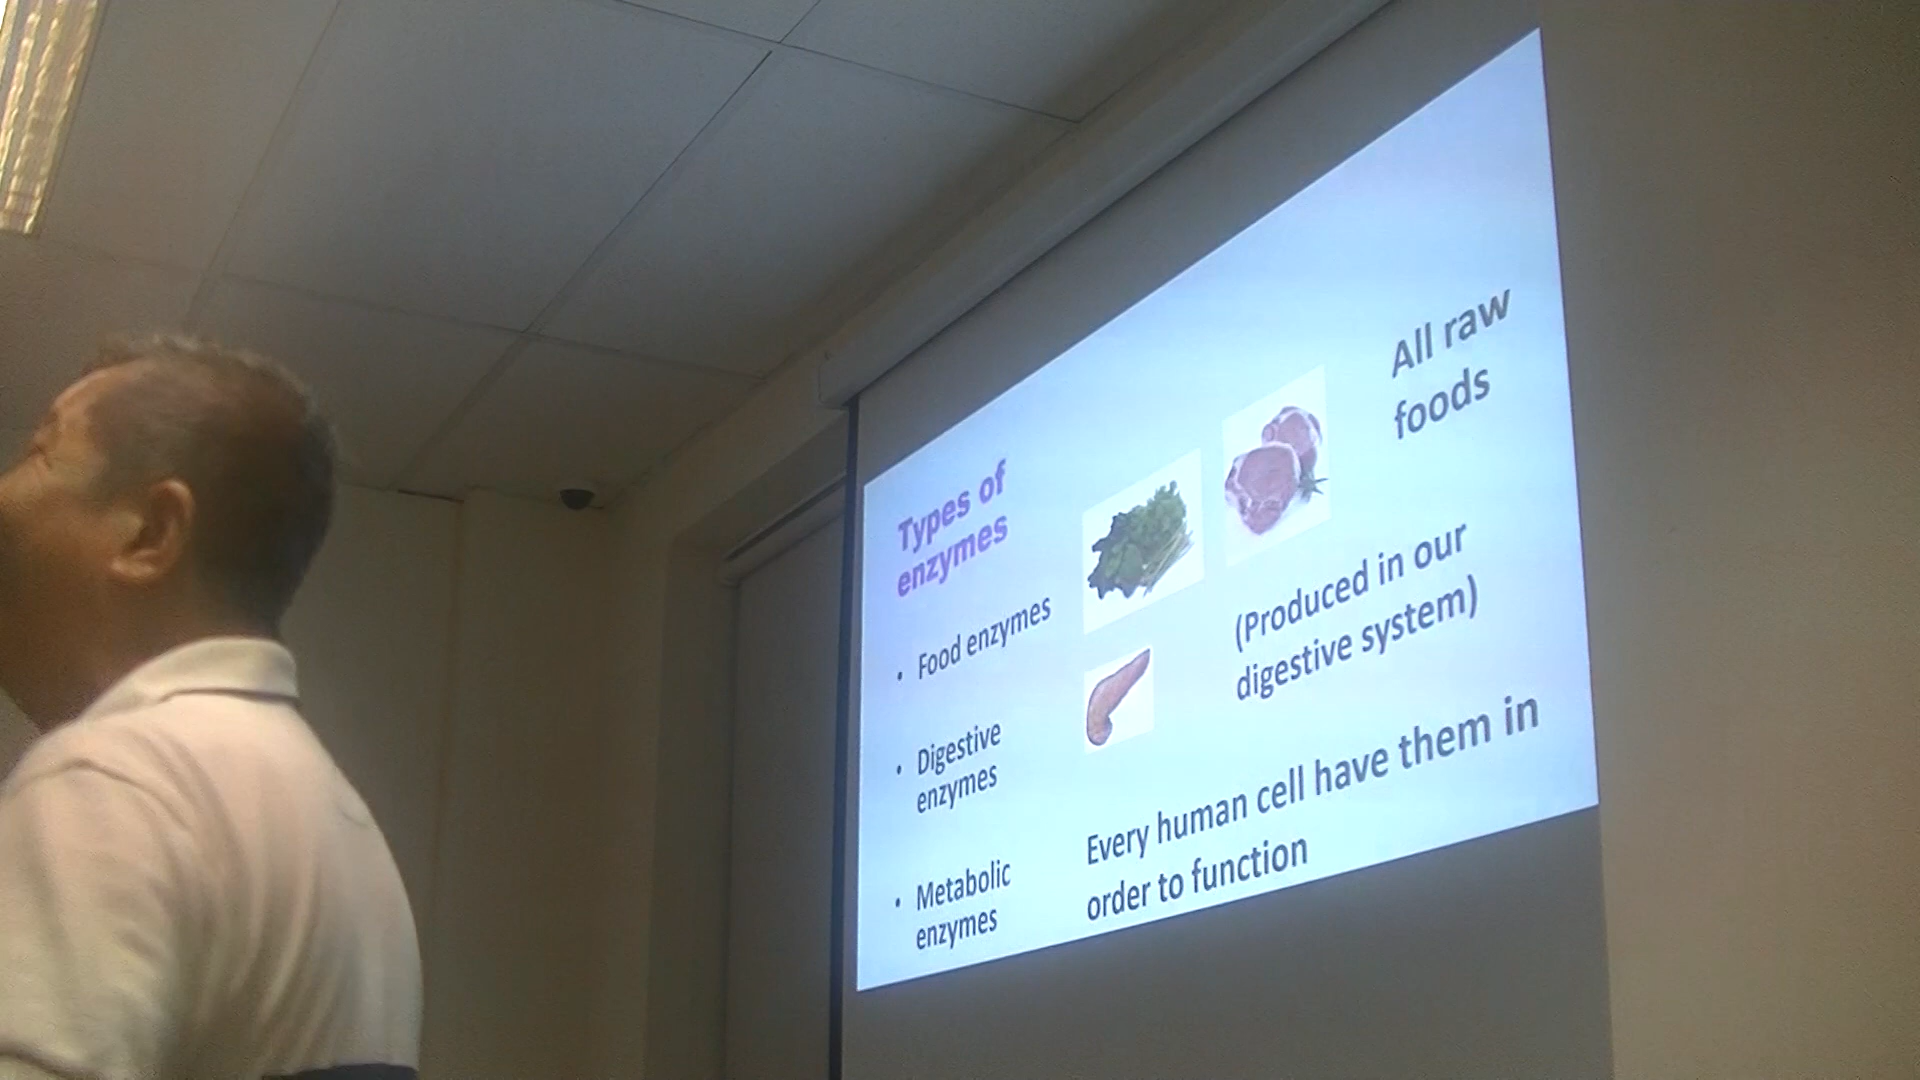 Types of
enzymes
• Food enzymes
All raw
foods
• Digestive
enzymes
(Produced in our
digestive system)
• Metabolic
enzymes
Every human cell have them in
order to function